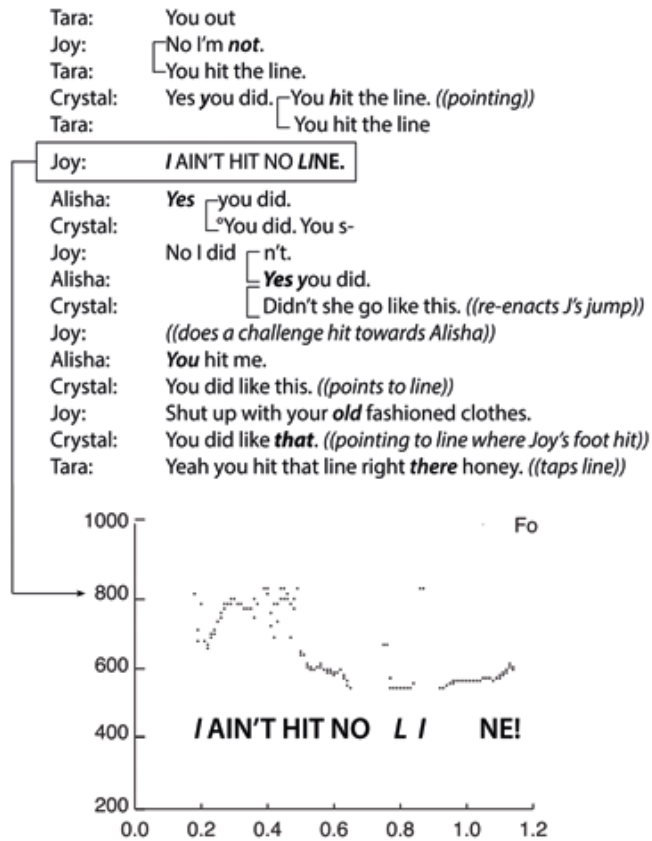 Tara: You out
Joy: No I'm not.
Tara: You hit the line.
Crystal: Yes you did. You hit the line. ((pointing))
Tara: You hit the line
Joy: I AIN'T HIT NO LINE.
Alisha: Yes you did.
Crystal: °You did. You s-
Joy: No I did n't.
Alisha: Yes you did.
Crystal: Didn't she go like this. ((re-enacts J's jump))
Joy: ((does a challenge hit towards Alisha))
Alisha: You hit me.
Crystal: You did like this. ((points to line))
Joy: Shut up with your old fashioned clothes.
Crystal: You did like that. ((pointing to line where Joy's foot hit))
Tara: Yeah you hit that line right there honey. ((taps line))
1000 Fo
800
600
400 I AIN'T HIT NO L I NE!
200
0.0 0.2 0.4 0.6 0.8 1.0 1.2